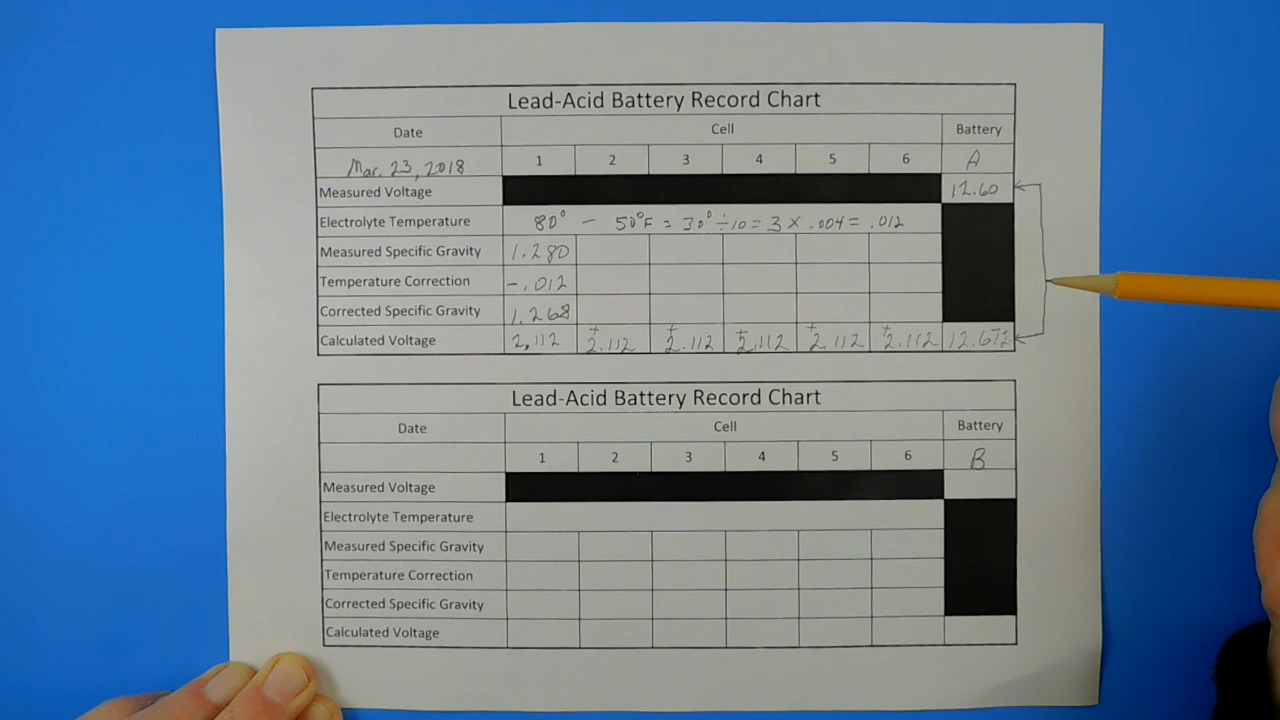 Lead-Acid Battery Record Chart
Date Cell Battery
Mar. 23, 2018 1 2 3 4 5 6 A
Measured Voltage 12.60
Electrolyte Temperature 80° - 50°F = 30° ÷10 = 3 X .004 = .012
Measured Specific Gravity 1.280
Temperature Correction -.012
Corrected Specific Gravity 1.268
Calculated Voltage 2.112 + 2.112 + 2.112 + 2.112 + 2.112 + 2.112 = 12.672
Lead-Acid Battery Record Chart
Date Cell Battery
1 2 3 4 5 6 B
Measured Voltage
Electrolyte Temperature
Measured Specific Gravity
Temperature Correction
Corrected Specific Gravity
Calculated Voltage